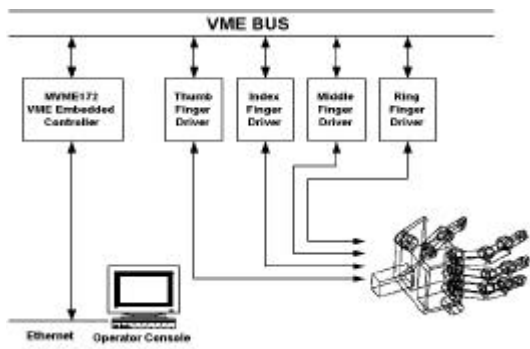 VME BUS
MVME172
VME Embedded
Controller
Thumb
Finger
Driver
Index
Finger
Driver
Middle
Finger
Driver
Ring
Finger
Driver
Ethernet
Operator Console